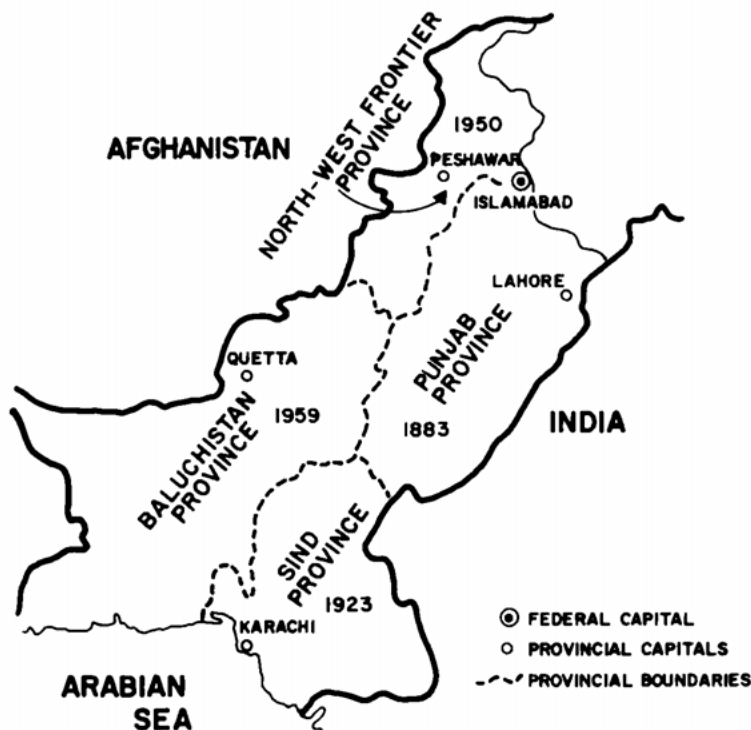 AFGHANISTAN
NORTH-WEST FRONTIER
PROVINCE
1950
PESHAWAR
ISLAMABAD
LAHORE
PUNJAB
PROVINCE
QUETTA
1959
1883
INDIA
BALUCHISTAN
PROVINCE
SIND
PROVINCE
1923
KARACHI
ARABIAN
SEA
FEDERAL CAPITAL
PROVINCIAL CAPITALS
PROVINCIAL BOUNDARIES